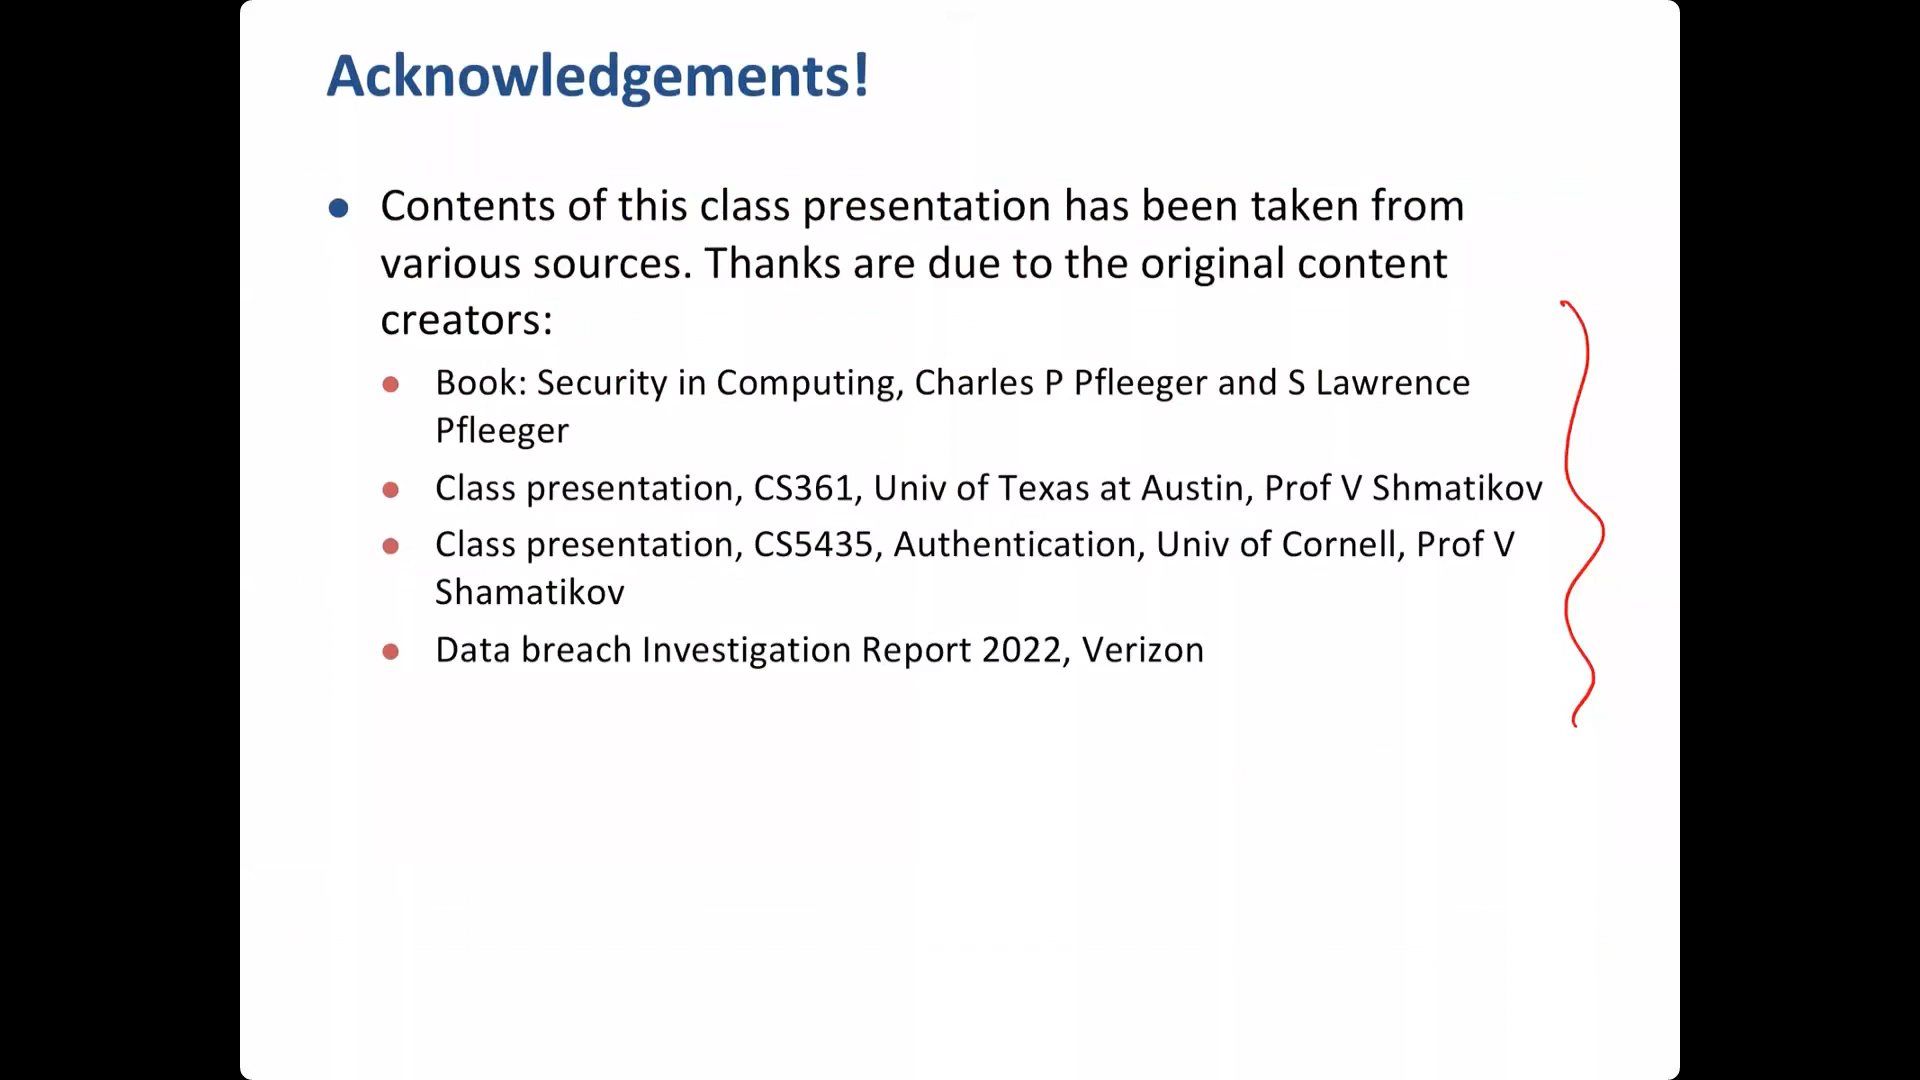 Acknowledgements!
● Contents of this class presentation has been taken from
various sources. Thanks are due to the original content
creators:
● Book: Security in Computing, Charles P Pfleeger and S Lawrence
Pfleeger
● Class presentation, CS361, Univ of Texas at Austin, Prof V Shmatikov
● Class presentation, CS5435, Authentication, Univ of Cornell, Prof V
Shamatikov
● Data breach Investigation Report 2022, Verizon